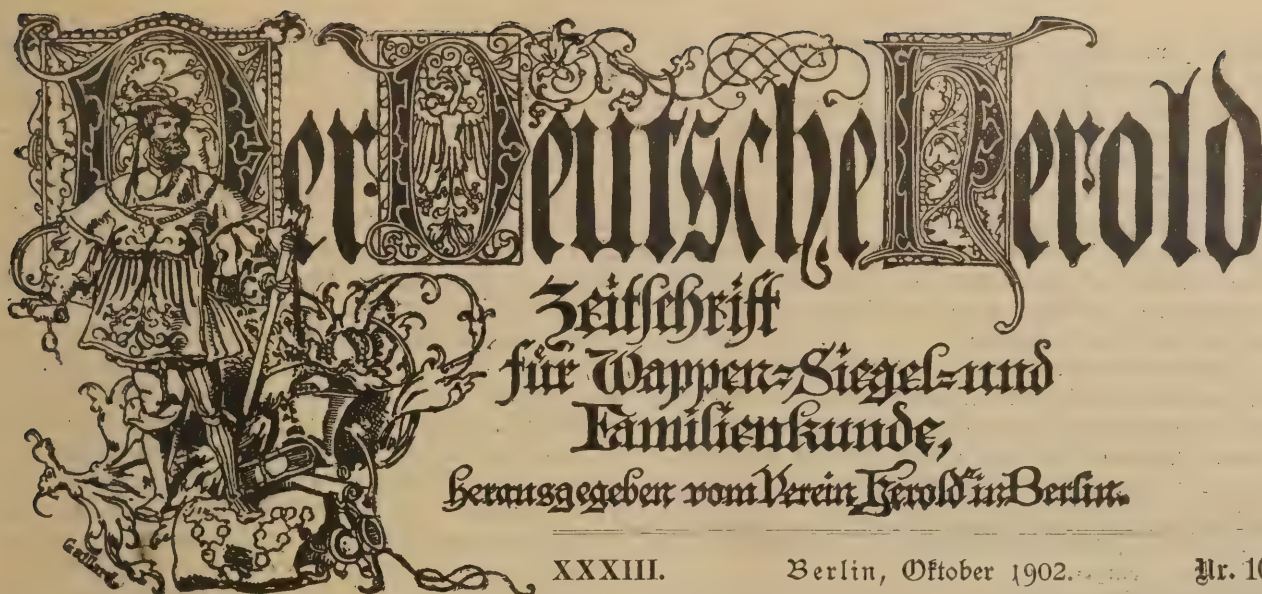 Der Deutsche Herold
Zeitschrift
für Wappen-Siegel-und
Familienkunde,
herausgegeben vom Verein Herold in Berlin.
XXXIII. Berlin, Oktober 1902. Nr. 10